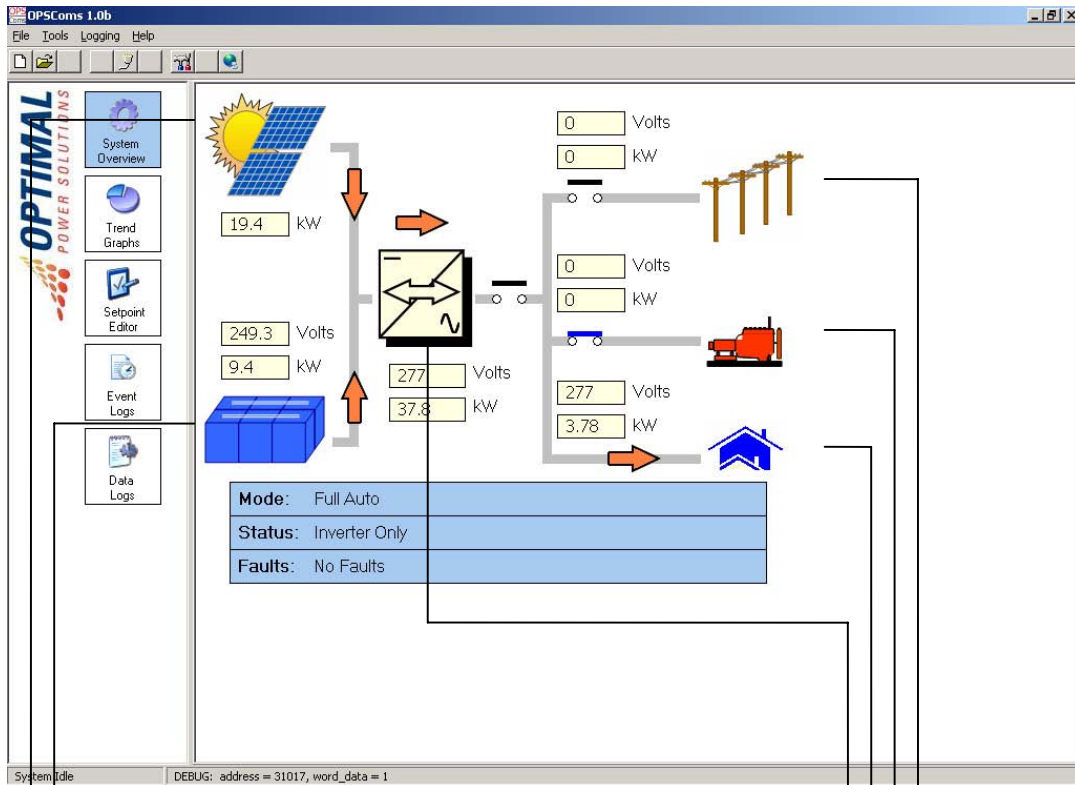 OPSComs 1.0b
File Tools Logging Help
OPTIMAL
POWER SOLUTIONS
System
Overview
Trend
Graphs
Setpoint
Editor
Event
Logs
Data
Logs
19.4 kW
249.3 Volts
9.4 kW
277 Volts
37.8 kW
0 Volts
0 kW
0 Volts
0 kW
277 Volts
3.78 kW
Mode: Full Auto
Status: Inverter Only
Faults: No Faults
System Idle
DEBUG: address = 31017, word_data = 1